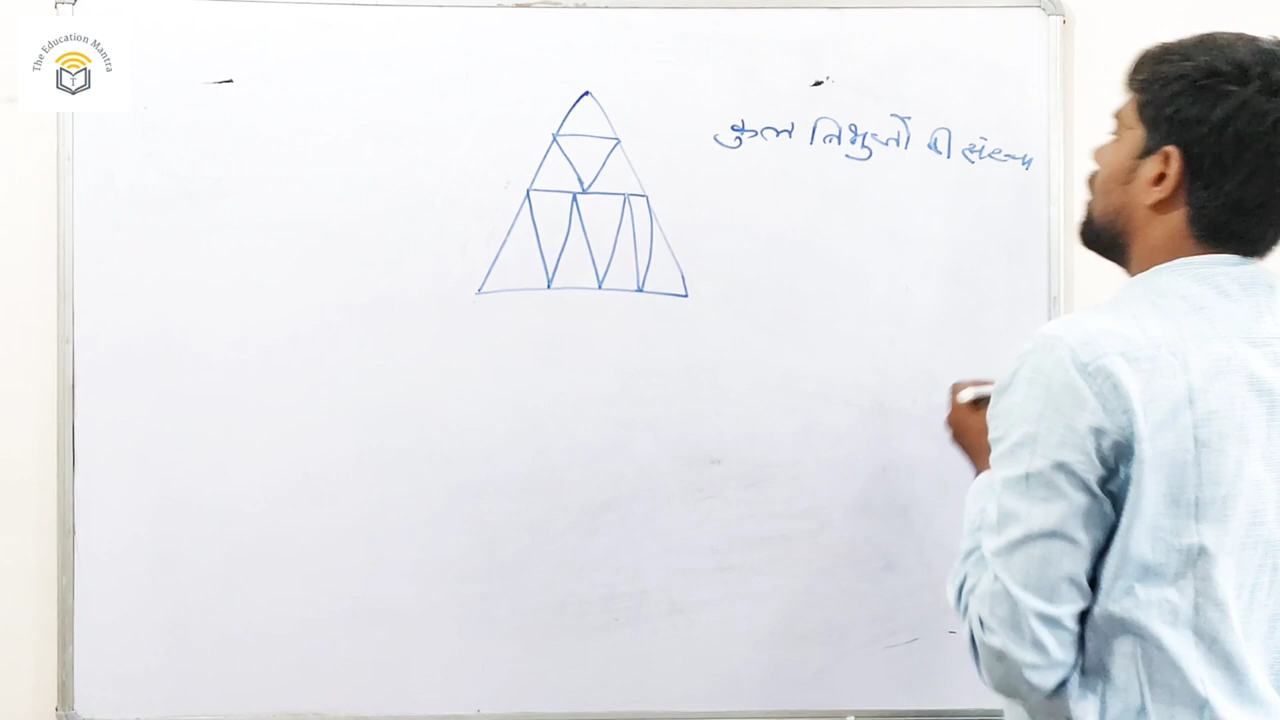 The Education Mantra
T
कुल त्रिभुजों की संख्या